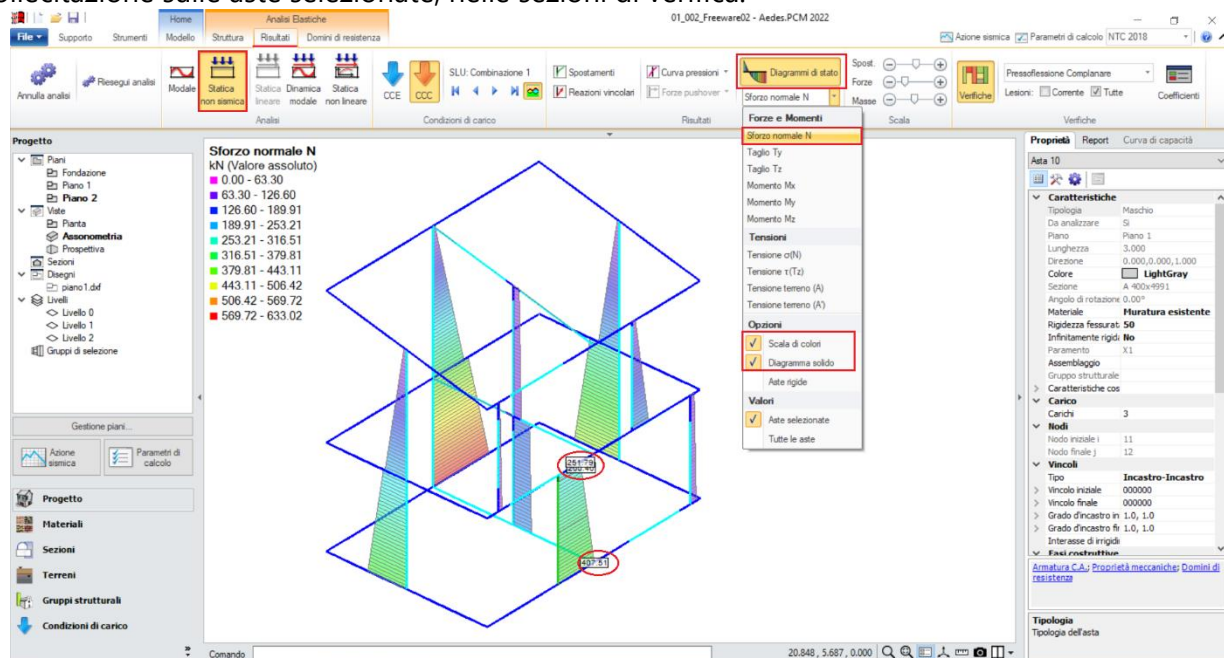 sollecitazione sulle aste selezionate, nelle sezioni di verifica.
01_002_Freeware02 - Aedes.PCM 2022
Home Analisi Elastiche
File Supporto Strumenti Modello Struttura Risultati Domini di resistenza
Azione sismica Parametri di calcolo NTC 2018
Annulla analisi
Riesegui analisi
Modale
Statica non sismica
Statica lineare
Dinamica modale
Statica non lineare
Analisi
CCE
CCC
SLU: Combinazione 1
Condizioni di carico
Spostamenti
Reazioni vincolari
Curva pressioni
Forze pushover
Diagrammi di stato
Sforzo normale N
Risultati
Spost.
Forze
Masse
Scala
Verifiche
Pressoflessione Complanare
Lesioni: Corrente Tutte
Coefficienti
Verifiche
Forze e Momenti
Sforzo normale N
Taglio Ty
Taglio Tz
Momento Mx
Momento My
Momento Mz
Tensioni
Tensione σ(N)
Tensione τ(Tz)
Tensione terreno (A)
Tensione terreno (A')
Opzioni
Scala di colori
Diagramma solido
Aste rigide
Valori
Aste selezionate
Tutte le aste
Progetto
Piani
Fondazione
Piano 1
Piano 2
Viste
Pianta
Assonometria
Prospettiva
Sezioni
Disegni
piano1.dxf
Livelli
Livello 0
Livello 1
Livello 2
Gruppi di selezione
Gestione piani...
Azione sismica
Parametri di calcolo
Progetto
Materiali
Sezioni
Terreni
Gruppi strutturali
Condizioni di carico
Sforzo normale N
kN (Valore assoluto)
0.00 - 63.30
63.30 - 126.60
126.60 - 189.91
189.91 - 253.21
253.21 - 316.51
316.51 - 379.81
379.81 - 443.11
443.11 - 506.42
506.42 - 569.72
569.72 - 633.02
251.79
407.51
Comando
20.848 , 5.687 , 0.000
Proprietà Report Curva di capacità
Asta 10
Caratteristiche
Tipologia Maschio
Da analizzare Si
Piano Piano 1
Lunghezza 3.000
Direzione 0.000,0.000,1.000
Colore LightGray
Sezione A 400x4991
Angolo di rotazione 0.00°
Materiale Muratura esistente
Rigidezza fessurat. 50
Infinitamente rigida No
Paramento X1
Assemblaggio
Gruppo strutturale
Caratteristiche cos
Carico
Carichi 3
Nodi
Nodo iniziale i 11
Nodo finale j 12
Vincoli
Tipo Incastro-Incastro
Vincolo iniziale 000000
Vincolo finale 000000
Grado d'incastro in 1.0, 1.0
Grado d'incastro fir 1.0, 1.0
Interasse di irrigidi
Fasi costruttive
Armatura C.A.; Proprietà meccaniche; Domini di
resistenza
Tipologia
Tipologia dell'asta